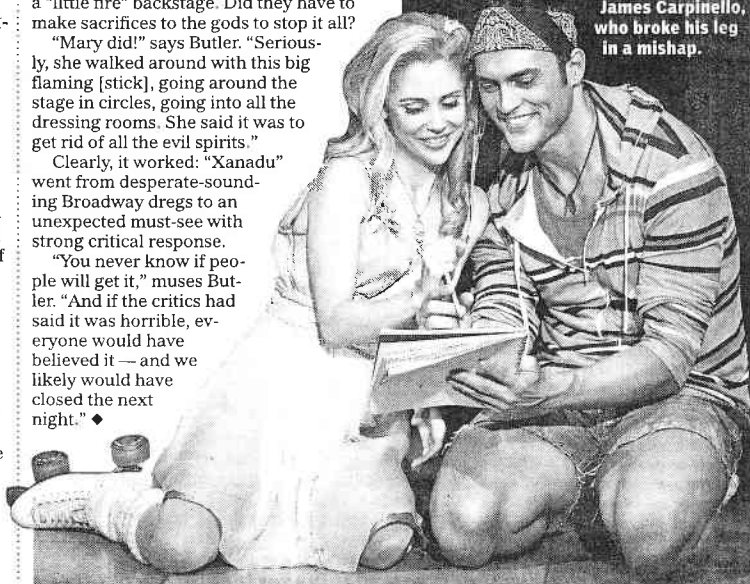 a "little fire" backstage. Did they have to
make sacrifices to the gods to stop it all?
"Mary did!" says Butler. "Serious-
ly, she walked around with this big
flaming [stick], going around the
stage in circles, going into all the
dressing rooms. She said it was to
get rid of all the evil spirits."
Clearly, it worked: "Xanadu"
went from desperate-sound-
ing Broadway dregs to an
unexpected must-see with
strong critical response.
"You never know if peo-
ple will get it," muses But-
ler. "And if the critics had
said it was horrible, ev-
eryone would have
believed it — and we
likely would have
closed the next
night." ◆
James Carpinello,
who broke his leg
in a mishap.